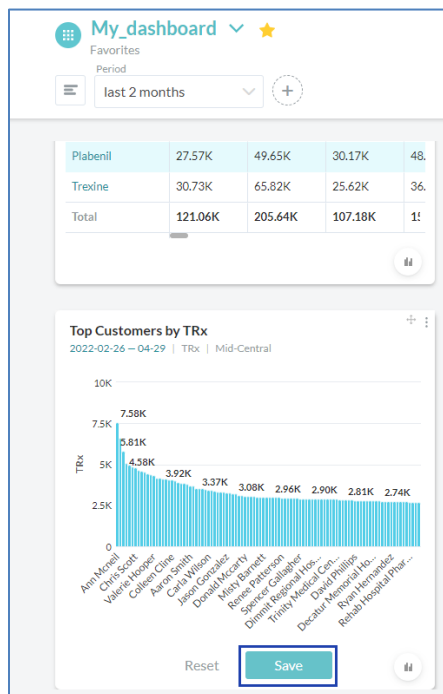 My_dashboard
Favorites
Period
last 2 months
Plabenil 27.57K 49.65K 30.17K 48.
Trexine 30.73K 65.82K 25.62K 36.
Total 121.06K 205.64K 107.18K 15
Top Customers by TRx
2022-02-26 — 04-29 | TRx | Mid-Central
10K
7.5K
5K
2.5K
0
TRx
7.58K
5.81K
4.58K
3.92K
3.37K
3.08K
2.96K
2.90K
2.81K
2.74K
Ann Mcneil
Chris Scott
Valerie Hooper
Colleen Cline
Aaron Smith
Carla Wilson
Jason Gonzalez
Donald Mccarty
Misty Barnett
Renee Patterson
Spencer Gallagher
Dimmit Regional Hos...
Trinity Medical Cen...
David Phillips
Decatur Memorial Ho...
Ryan Hernandez
Rehab Hospital Phar...
Reset
Save